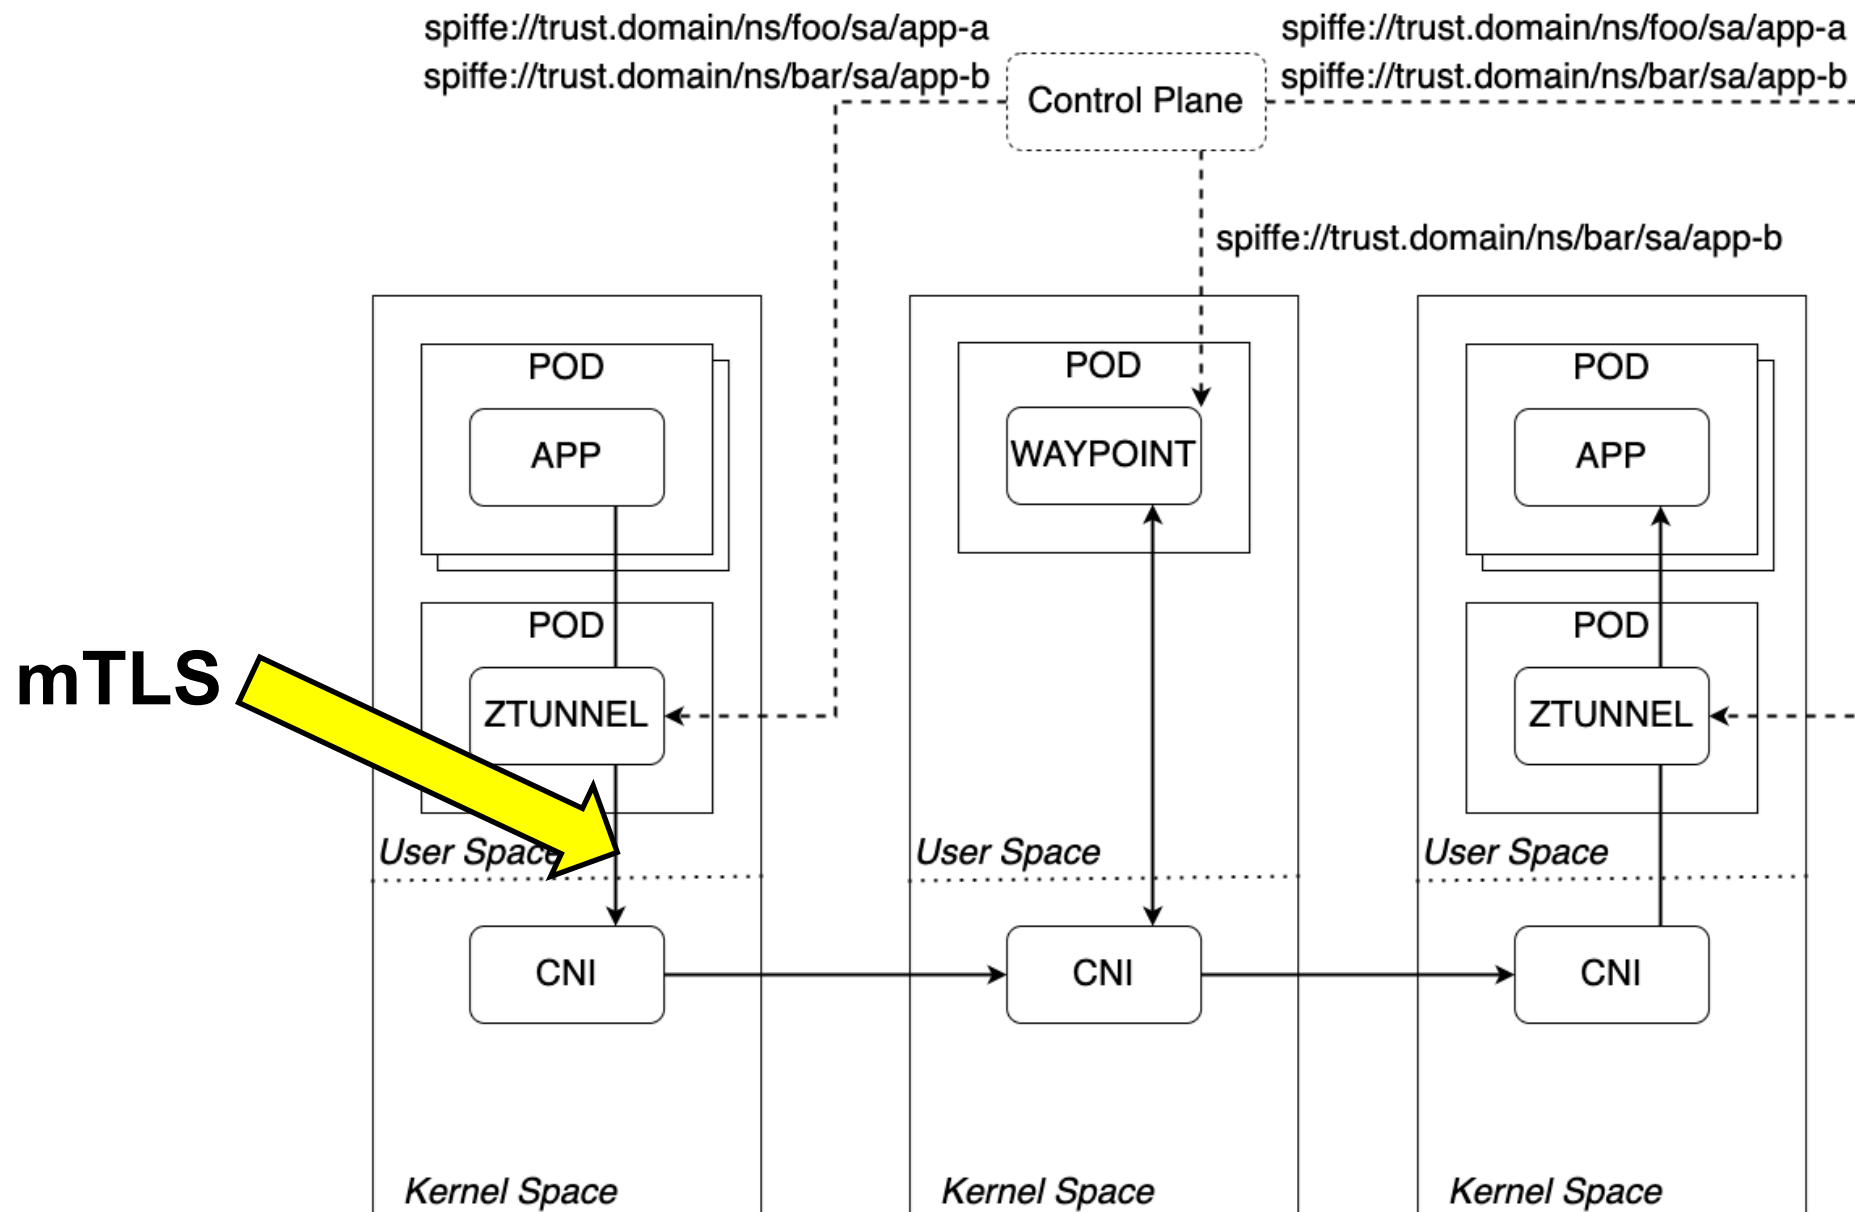 spiffe://trust.domain/ns/foo/sa/app-a
spiffe://trust.domain/ns/bar/sa/app-b
Control Plane
spiffe://trust.domain/ns/foo/sa/app-a
spiffe://trust.domain/ns/bar/sa/app-b
spiffe://trust.domain/ns/bar/sa/app-b
mTLS
POD
APP
POD
ZTUNNEL
User Space
CNI
Kernel Space
POD
WAYPOINT
User Space
CNI
Kernel Space
POD
APP
POD
ZTUNNEL
User Space
CNI
Kernel Space